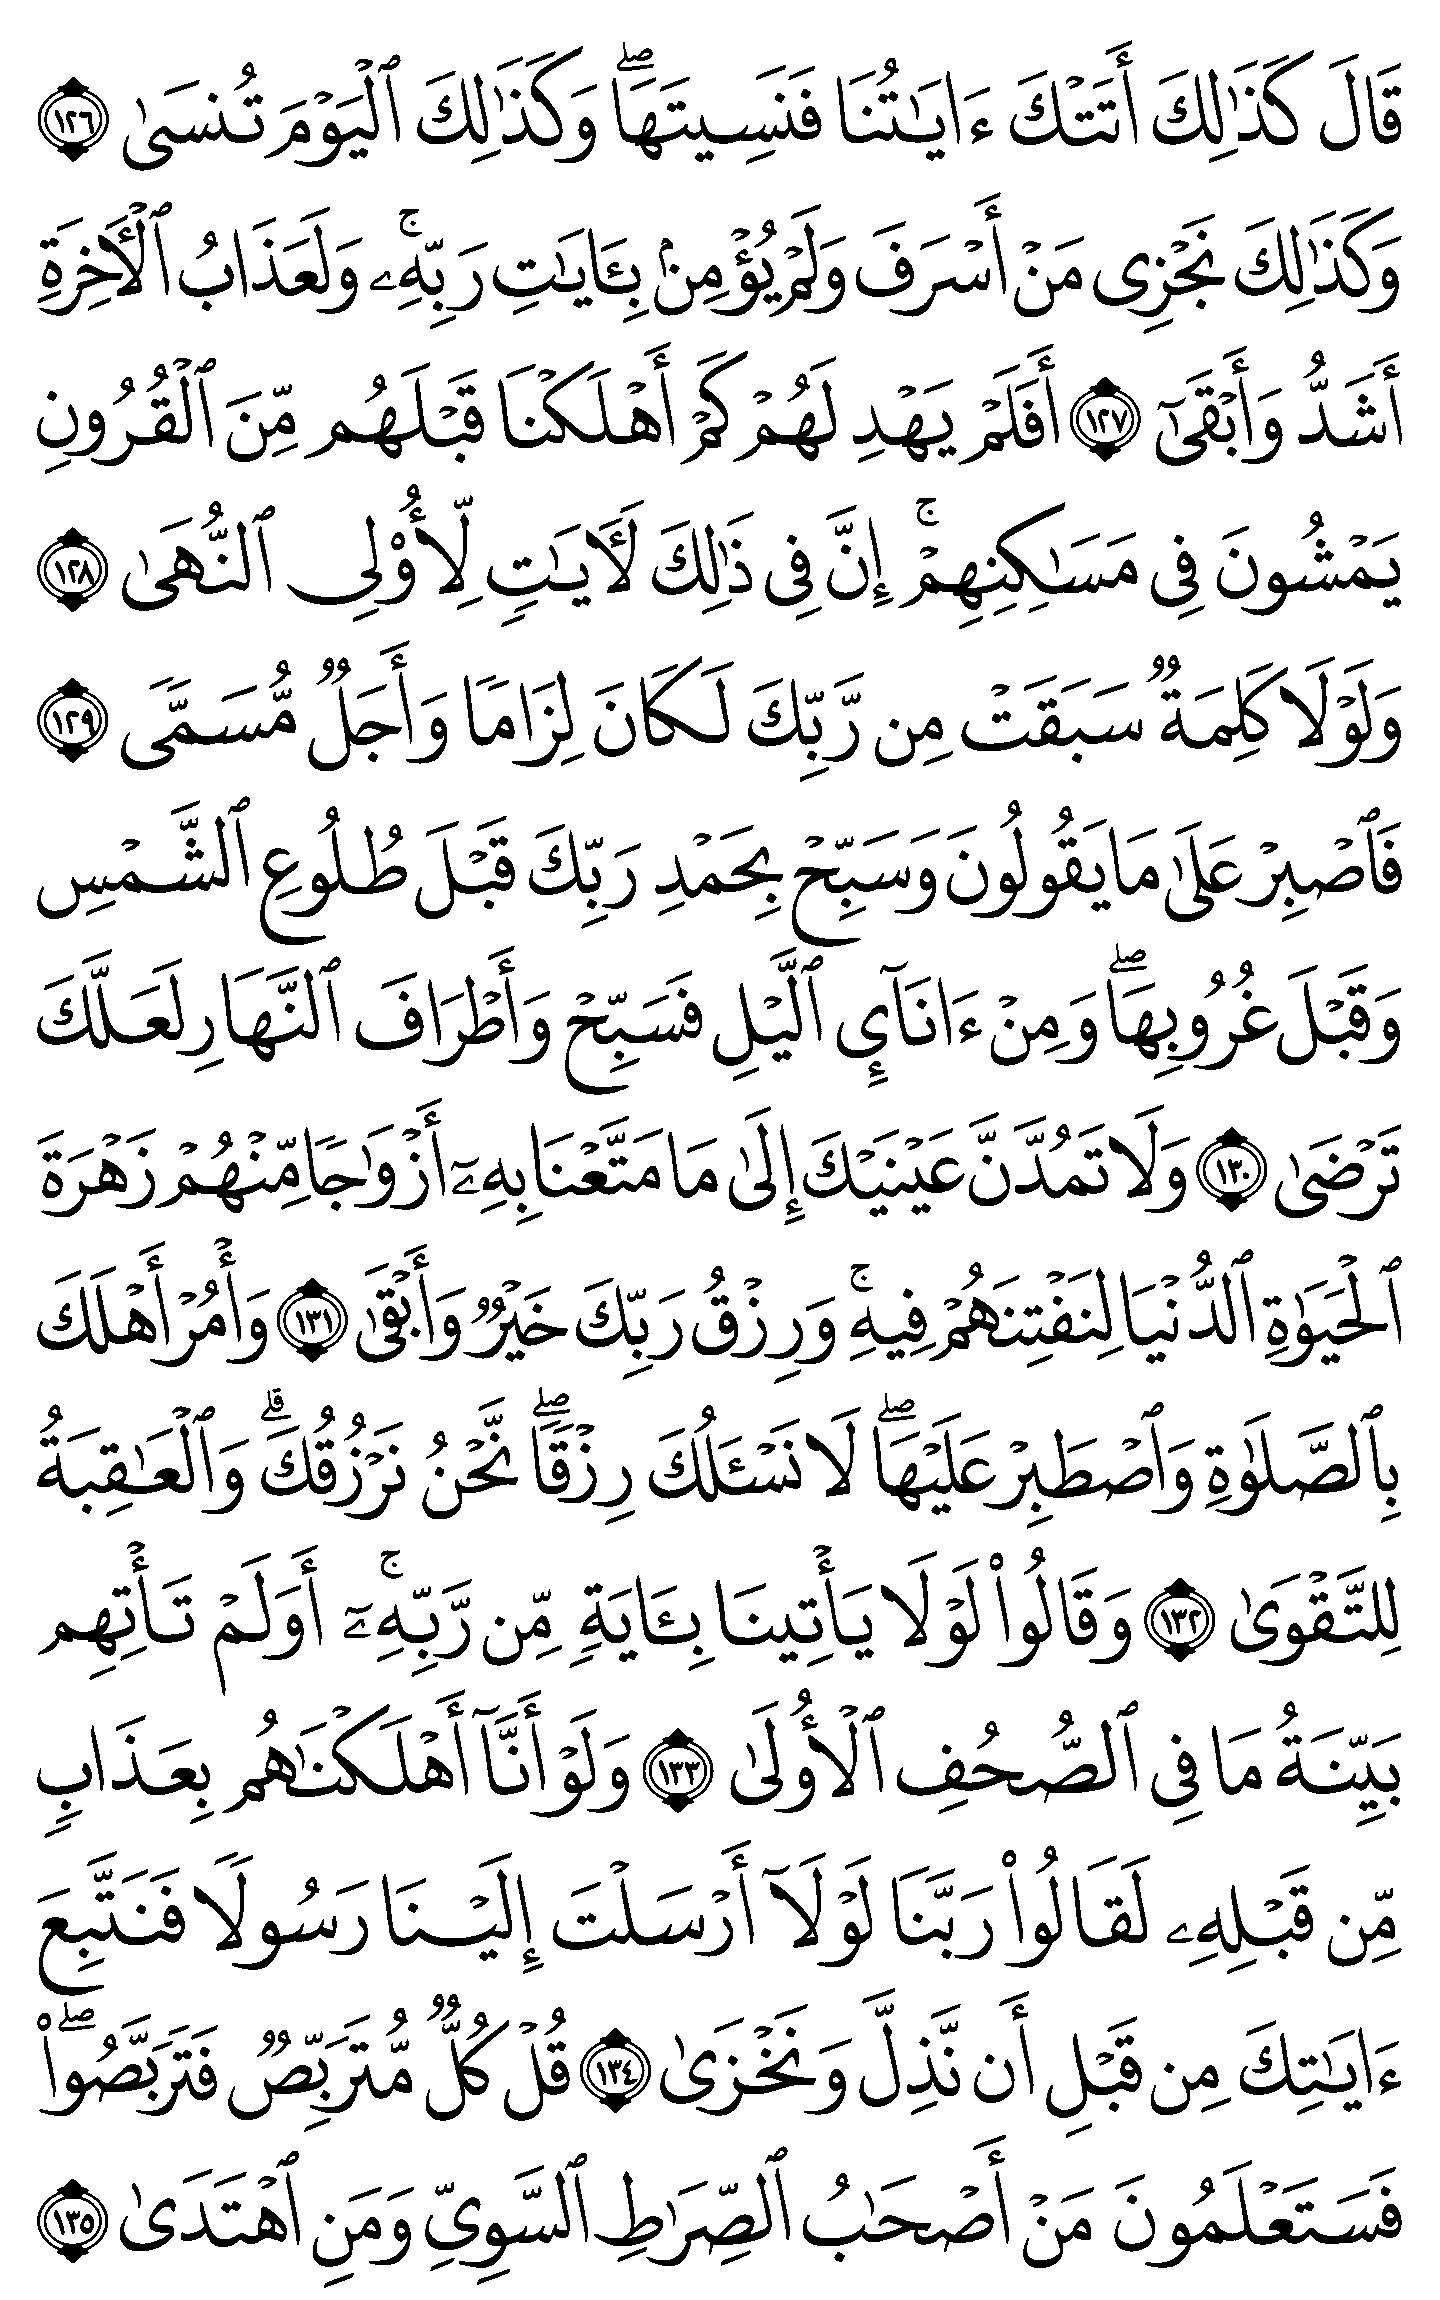 قَالَ كَذَٰلِكَ أَتَتْكَ ءَايَٰتُنَا فَنَسِيتَهَا ۖ وَكَذَٰلِكَ ٱلْيَوْمَ تُنسَىٰ ١٢٦
وَكَذَٰلِكَ نَجْزِى مَنْ أَسْرَفَ وَلَمْ يُؤْمِنۢ بِـَٔايَٰتِ رَبِّهِۦ ۚ وَلَعَذَابُ ٱلْـَٔاخِرَةِ
أَشَدُّ وَأَبْقَىٰٓ ١٢٧ أَفَلَمْ يَهْدِ لَهُمْ كَمْ أَهْلَكْنَا قَبْلَهُم مِّنَ ٱلْقُرُونِ
يَمْشُونَ فِى مَسَٰكِنِهِمْ ۚ إِنَّ فِى ذَٰلِكَ لَـَٔايَٰتٍ لِّأُو۟لِى ٱلنُّهَىٰ ١٢٨
وَلَوْلَا كَلِمَةٌ سَبَقَتْ مِن رَّبِّكَ لَكَانَ لِزَامًا وَأَجَلٌ مُّسَمًّى ١٢٩
فَٱصْبِرْ عَلَىٰ مَا يَقُولُونَ وَسَبِّحْ بِحَمْدِ رَبِّكَ قَبْلَ طُلُوعِ ٱلشَّمْسِ
وَقَبْلَ غُرُوبِهَا ۖ وَمِنْ ءَانَآئِ ٱلَّيْلِ فَسَبِّحْ وَأَطْرَافَ ٱلنَّهَارِ لَعَلَّكَ
تَرْضَىٰ ١٣٠ وَلَا تَمُدَّنَّ عَيْنَيْكَ إِلَىٰ مَا مَتَّعْنَا بِهِۦٓ أَزْوَٰجًا مِّنْهُمْ زَهْرَةَ
ٱلْحَيَوٰةِ ٱلدُّنْيَا لِنَفْتِنَهُمْ فِيهِ ۚ وَرِزْقُ رَبِّكَ خَيْرٌ وَأَبْقَىٰ ١٣١ وَأْمُرْ أَهْلَكَ
بِٱلصَّلَوٰةِ وَٱصْطَبِرْ عَلَيْهَا ۖ لَا نَسْـَٔلُكَ رِزْقًا ۖ نَّحْنُ نَرْزُقُكَ ۗ وَٱلْعَٰقِبَةُ
لِلتَّقْوَىٰ ١٣٢ وَقَالُوا۟ لَوْلَا يَأْتِينَا بِـَٔايَةٍ مِّن رَّبِّهِۦٓ ۚ أَوَلَمْ تَأْتِهِم
بَيِّنَةُ مَا فِى ٱلصُّحُفِ ٱلْأُولَىٰ ١٣٣ وَلَوْ أَنَّآ أَهْلَكْنَٰهُم بِعَذَابٍ
مِّن قَبْلِهِۦ لَقَالُوا۟ رَبَّنَا لَوْلَآ أَرْسَلْتَ إِلَيْنَا رَسُولًا فَنَتَّبِعَ
ءَايَٰتِكَ مِن قَبْلِ أَن نَّذِلَّ وَنَخْزَىٰ ١٣٤ قُلْ كُلٌّ مُّتَرَبِّصٌ فَتَرَبَّصُوا۟ ۖ
فَسَتَعْلَمُونَ مَنْ أَصْحَٰبُ ٱلصِّرَٰطِ ٱلسَّوِىِّ وَمَنِ ٱهْتَدَىٰ ١٣٥